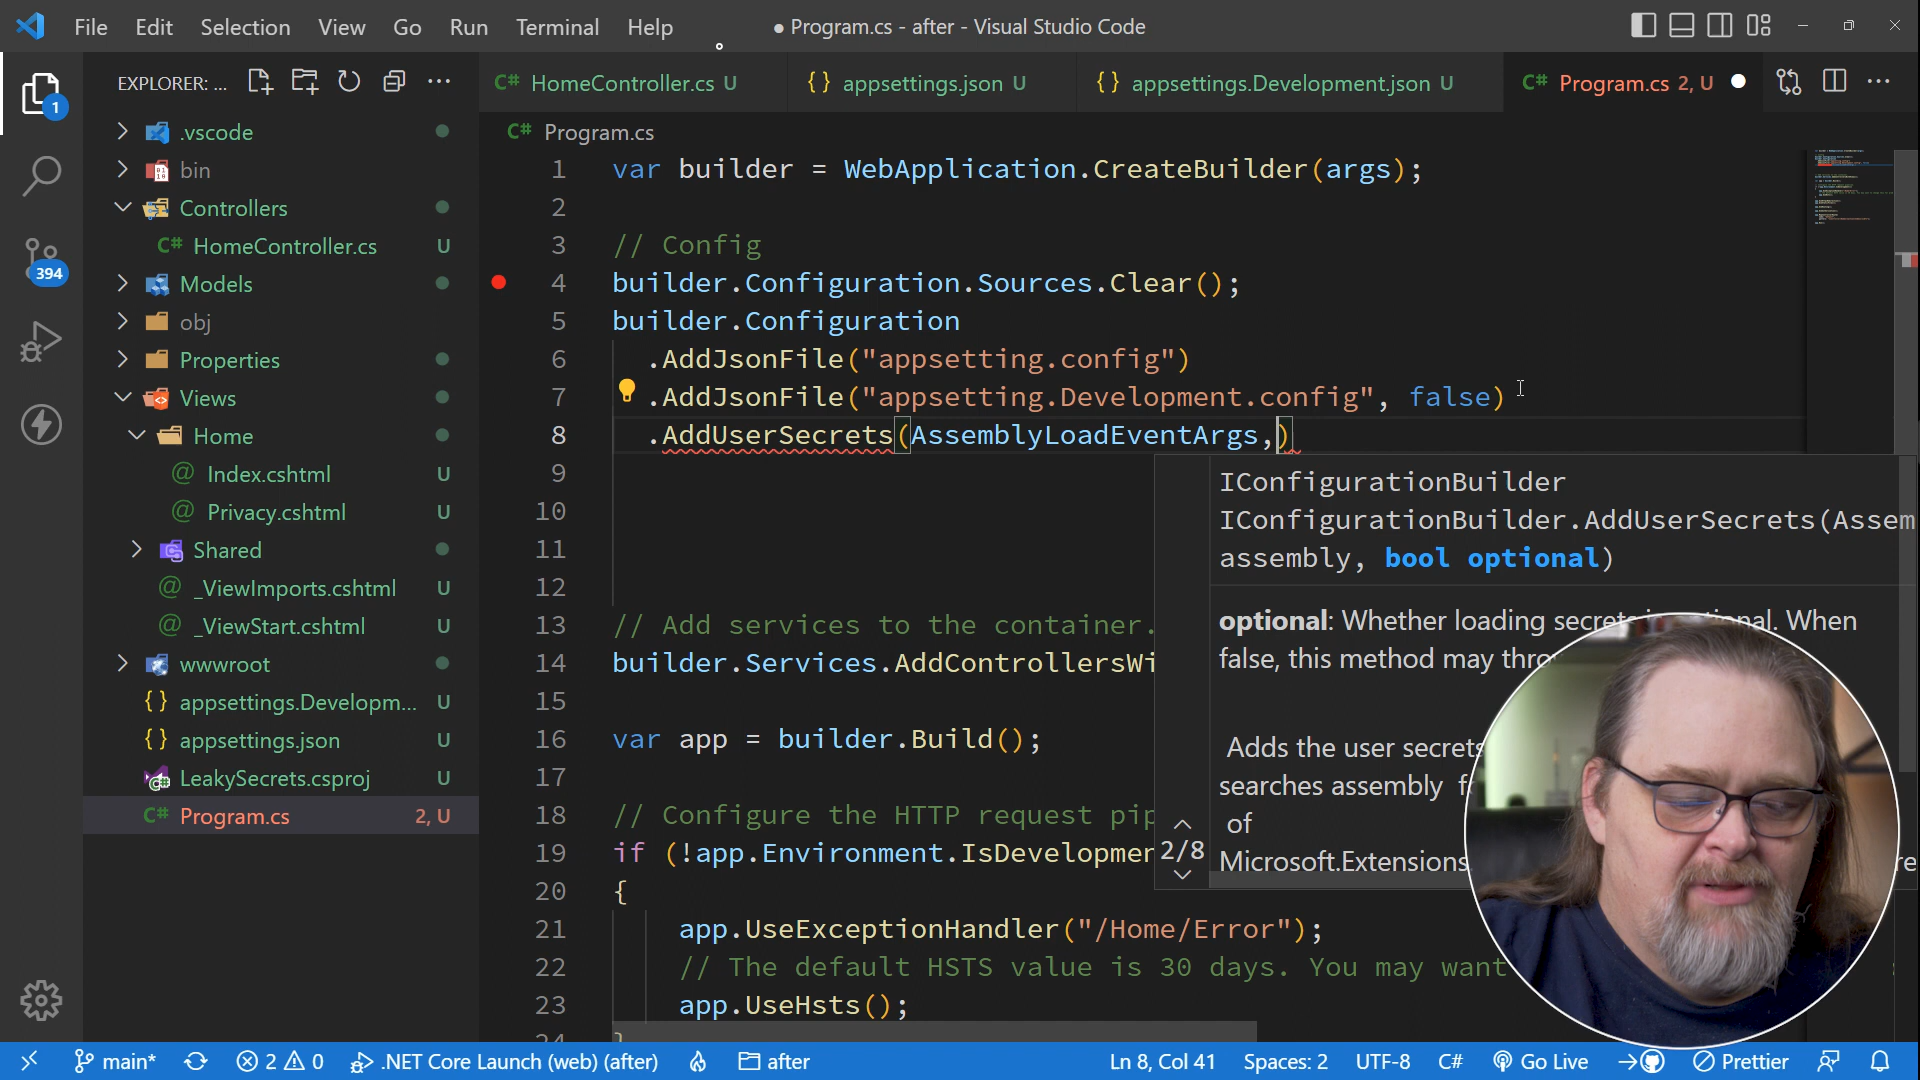 File Edit Selection View Go Run Terminal Help
● Program.cs - after - Visual Studio Code
EXPLORER: ...
1
394
.vscode
bin
Controllers
C# HomeController.cs U
Models
obj
Properties
Views
Home
@ Index.cshtml U
@ Privacy.cshtml U
Shared
@ _ViewImports.cshtml U
@ _ViewStart.cshtml U
wwwroot
{} appsettings.Developm... U
{} appsettings.json U
LeakySecrets.csproj U
C# Program.cs 2, U
C# HomeController.cs U {} appsettings.json U {} appsettings.Development.json U C# Program.cs 2, U ●
C# Program.cs
1 var builder = WebApplication.CreateBuilder(args);
2
3 // Config
4 builder.Configuration.Sources.Clear();
5 builder.Configuration
6 .AddJsonFile("appsetting.config")
7 .AddJsonFile("appsetting.Development.config", false)
8 .AddUserSecrets(AssemblyLoadEventArgs,)
9
10
11
12
13 // Add services to the container.
14 builder.Services.AddControllersWi
15
16 var app = builder.Build();
17
18 // Configure the HTTP request pip
19 if (!app.Environment.IsDevelopmen
20 {
21 app.UseExceptionHandler("/Home/Error");
22 // The default HSTS value is 30 days. You may want
23 app.UseHsts();
24 }
IConfigurationBuilder
IConfigurationBuilder.AddUserSecrets(Assem
assembly, bool optional)
optional: Whether loading secrets When
false, this method may thro
Adds the user secrets
searches assembly
of
Microsoft.Extensions
2/8
main* 2 0 .NET Core Launch (web) (after) after Ln 8, Col 41 Spaces: 2 UTF-8 C# Go Live Prettier